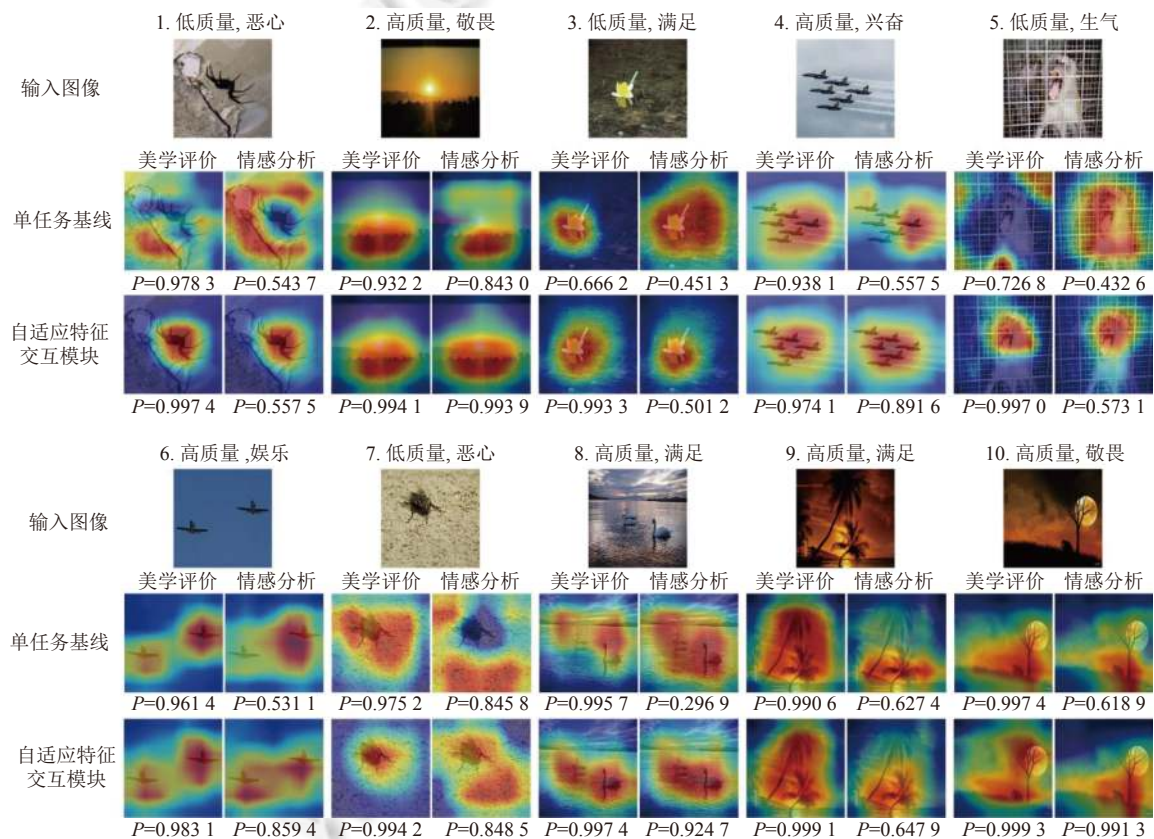 1. 低质量, 恶心 2. 高质量, 敬畏 3. 低质量, 满足 4. 高质量, 兴奋 5. 低质量, 生气
输入图像
美学评价 情感分析 美学评价 情感分析 美学评价 情感分析 美学评价 情感分析 美学评价 情感分析
单任务基线
P=0.978 3 P=0.543 7 P=0.932 2 P=0.843 0 P=0.666 2 P=0.451 3 P=0.938 1 P=0.557 5 P=0.726 8 P=0.432 6
自适应特征
交互模块
P=0.997 4 P=0.557 5 P=0.994 1 P=0.993 9 P=0.993 3 P=0.501 2 P=0.974 1 P=0.891 6 P=0.997 0 P=0.573 1
6. 高质量 ,娱乐 7. 低质量, 恶心 8. 高质量, 满足 9. 高质量, 满足 10. 高质量, 敬畏
输入图像
美学评价 情感分析 美学评价 情感分析 美学评价 情感分析 美学评价 情感分析 美学评价 情感分析
单任务基线
P=0.961 4 P=0.531 1 P=0.975 2 P=0.845 8 P=0.995 7 P=0.296 9 P=0.990 6 P=0.627 4 P=0.997 4 P=0.618 9
自适应特征
交互模块
P=0.983 1 P=0.859 4 P=0.994 2 P=0.848 5 P=0.997 4 P=0.924 7 P=0.999 1 P=0.647 9 P=0.999 3 P=0.991 3